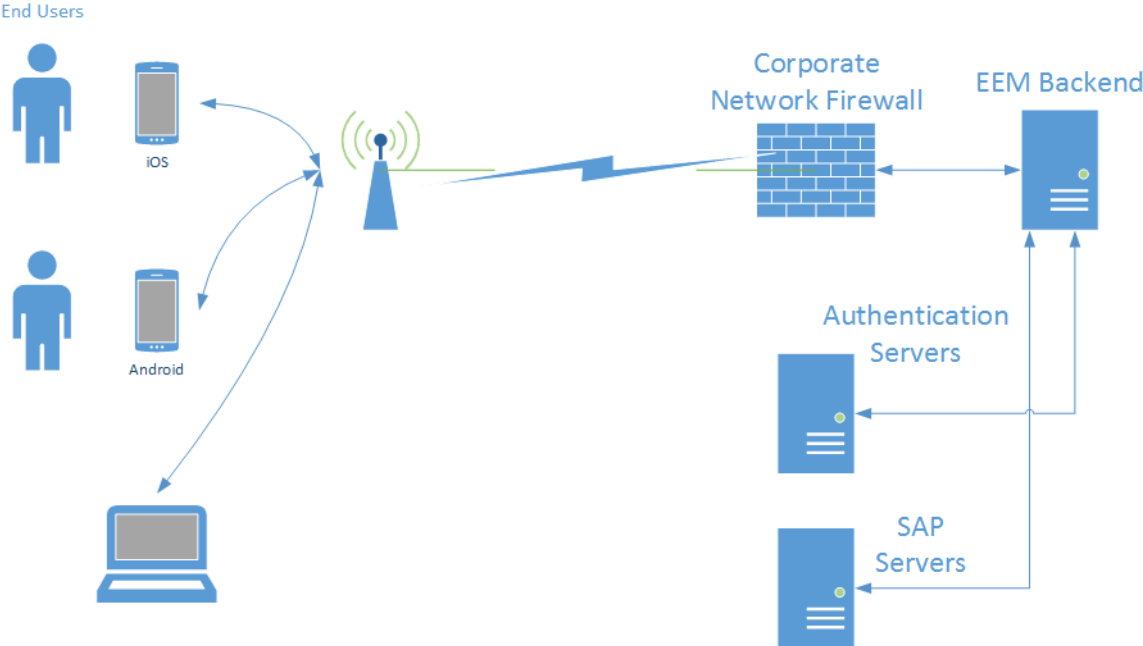 End Users
iOS
Android
Corporate
Network Firewall
EEM Backend
Authentication
Servers
SAP
Servers